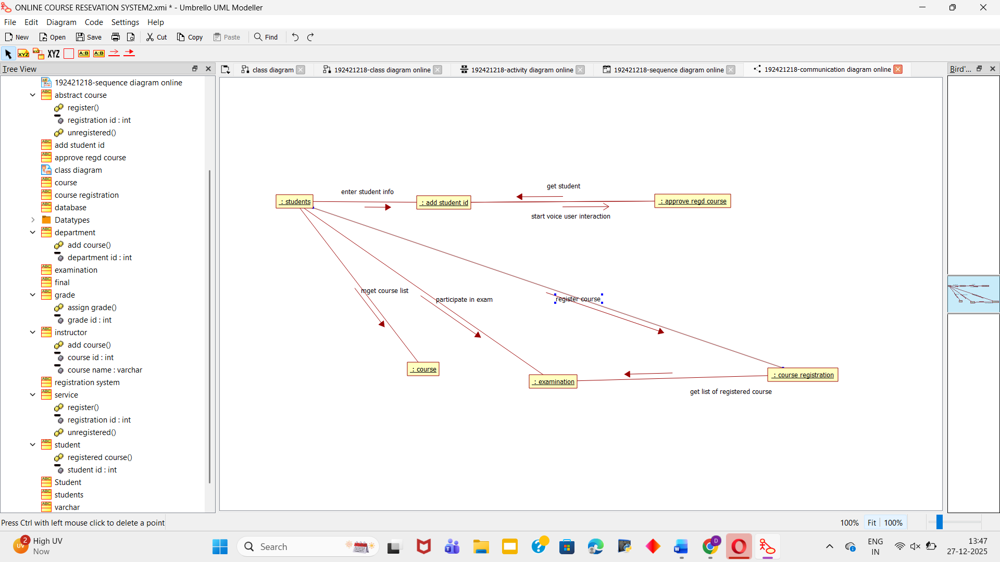 ONLINE COURSE RESEVATION SYSTEM2.xmi * - Umbrello UML Modeller
File Edit Diagram Code Settings Help
New Open Save Cut Copy Paste Find
XYZ XYZ XYZ A:B A:B
Tree View
class diagram 192421218-class diagram online 192421218-activity diagram online 192421218-sequence diagram online 192421218-communication diagram online
Bird'...
192421218-sequence diagram online
abstract course
register()
registration id : int
unregistered()
add student id
approve regd course
class diagram
course
course registration
database
Datatypes
department
add course()
department id : int
examination
final
grade
assign grade()
grade id : int
instructor
add course()
course id : int
course name : varchar
registration system
service
register()
registration id : int
unregistered()
student
registered course()
student id : int
Student
students
varchar
enter student info
get student
: students
: add student id
: approve regd course
start voice user interaction
mget course list
participate in exam
register course
: course
: examination
: course registration
get list of registered course
Press Ctrl with left mouse click to delete a point
100% Fit 100%
2
UV
High UV
Now
Search
D
ENG
IN
13:47
27-12-2025